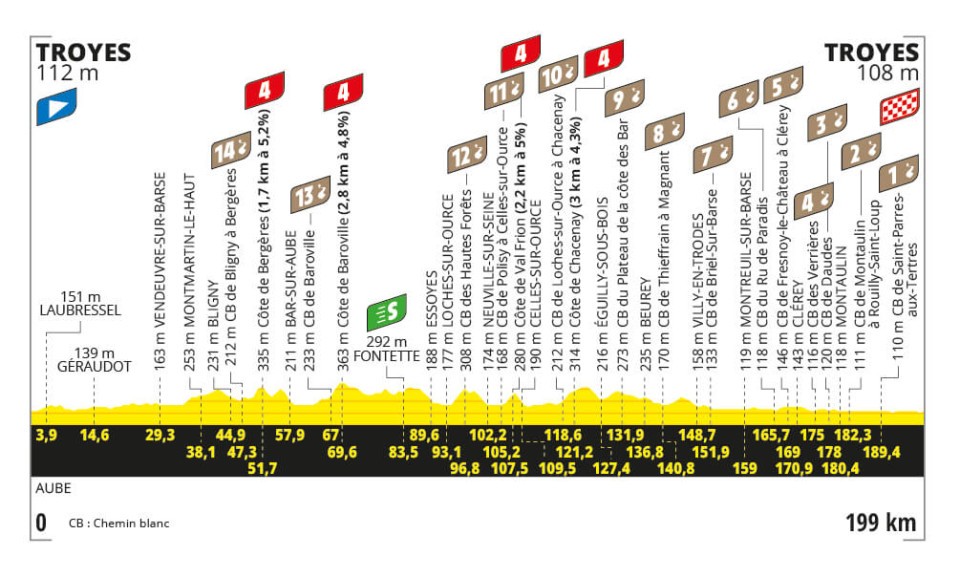 TROYES
112 m
TROYES
108 m
4
4
4
4
14
13
12
11
10
9
8
7
6
5
4
3
2
1
S
151 m
LAUBRESSEL
139 m
GÉRAUDOT
163 m VENDEUVRE-SUR-BARSE
253 m MONTMARTIN-LE-HAUT
231 m BLIGNY
212 m CB de Bligny à Bergères
335 m Côte de Bergères (1,7 km à 5,2%)
211 m BAR-SUR-AUBE
233 m CB de Baroville
363 m Côte de Baroville (2,8 km à 4,8%)
292 m
FONTETTE
188 m ESSOYES
177 m LOCHES-SUR-OURCE
308 m CB des Hautes Forêts
174 m NEUVILLE-SUR-SEINE
168 m CB de Polisy à Celles-sur-Ource
280 m Côte de Val Frion (2,2 km à 5%)
190 m CELLES-SUR-OURCE
212 m CB de Loches-sur-Ource à Chacenay
314 m Côte de Chacenay (3 km à 4,3%)
216 m ÉGUILLY-SOUS-BOIS
273 m CB du Plateau de la côte des Bar
235 m BEUREY
170 m CB de Thieffrain à Magnant
158 m VILLY-EN-TRODES
133 m CB de Briel-Sur-Barse
119 m MONTREUIL-SUR-BARSE
118 m CB du Ru de Paradis
146 m CB de Fresnoy-le-Château à Clérey
143 m CLÉREY
116 m CB des Verrières
120 m CB de Daudes
118 m MONTAULIN
111 m CB de Montaulin
à Rouilly-Saint-Loup
110 m CB de Saint-Parres-
aux-Tertres
3,9 14,6 29,3 44,9 57,9 67 89,6 102,2 118,6 131,9 148,7 165,7 175 182,3
38,1 47,3 69,6 83,5 93,1 105,2 121,2 136,8 151,9 169 178 189,4
51,7 96,8 107,5 109,5 127,4 140,8 159 170,9 180,4
AUBE
0 CB : Chemin blanc 199 km